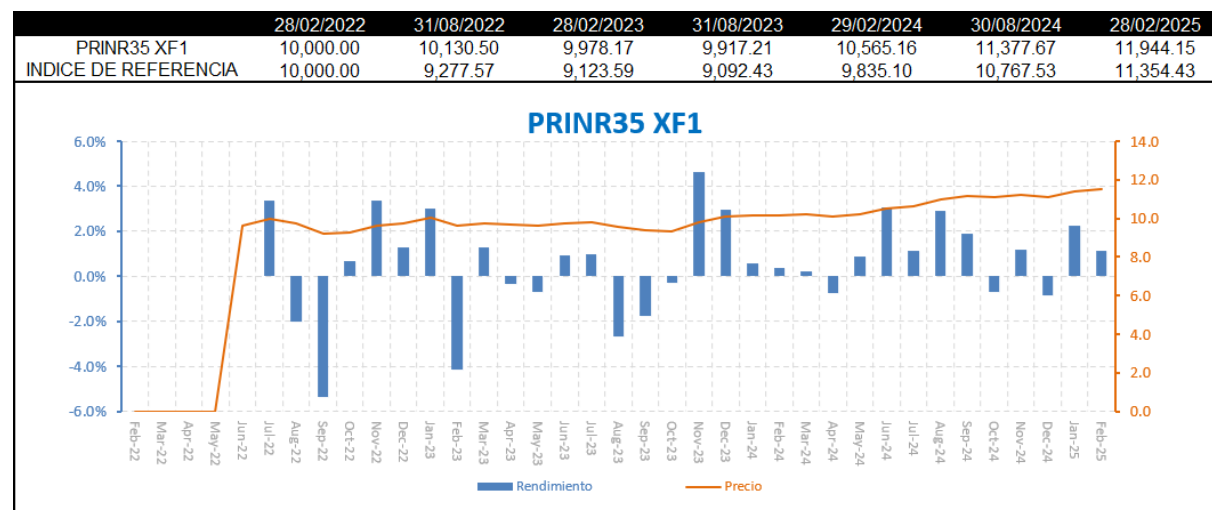 28/02/2022 31/08/2022 28/02/2023 31/08/2023 29/02/2024 30/08/2024 28/02/2025
PRINR35 XF1 10,000.00 10,130.50 9,978.17 9,917.21 10,565.16 11,377.67 11,944.15
INDICE DE REFERENCIA 10,000.00 9,277.57 9,123.59 9,092.43 9,835.10 10,767.53 11,354.43
PRINR35 XF1
6.0% 14.0
4.0% 12.0
2.0% 10.0
0.0% 8.0
-2.0% 6.0
-4.0% 4.0
-6.0% 2.0
0.0
Feb-22 Mar-22 Apr-22 May-22 Jun-22 Jul-22 Aug-22 Sep-22 Oct-22 Nov-22 Dec-22 Jan-23 Feb-23 Mar-23 Apr-23 May-23 Jun-23 Jul-23 Aug-23 Sep-23 Oct-23 Nov-23 Dec-23 Jan-24 Feb-24 Mar-24 Apr-24 May-24 Jun-24 Jul-24 Aug-24 Sep-24 Oct-24 Nov-24 Dec-24 Jan-25 Feb-25
Rendimiento Precio